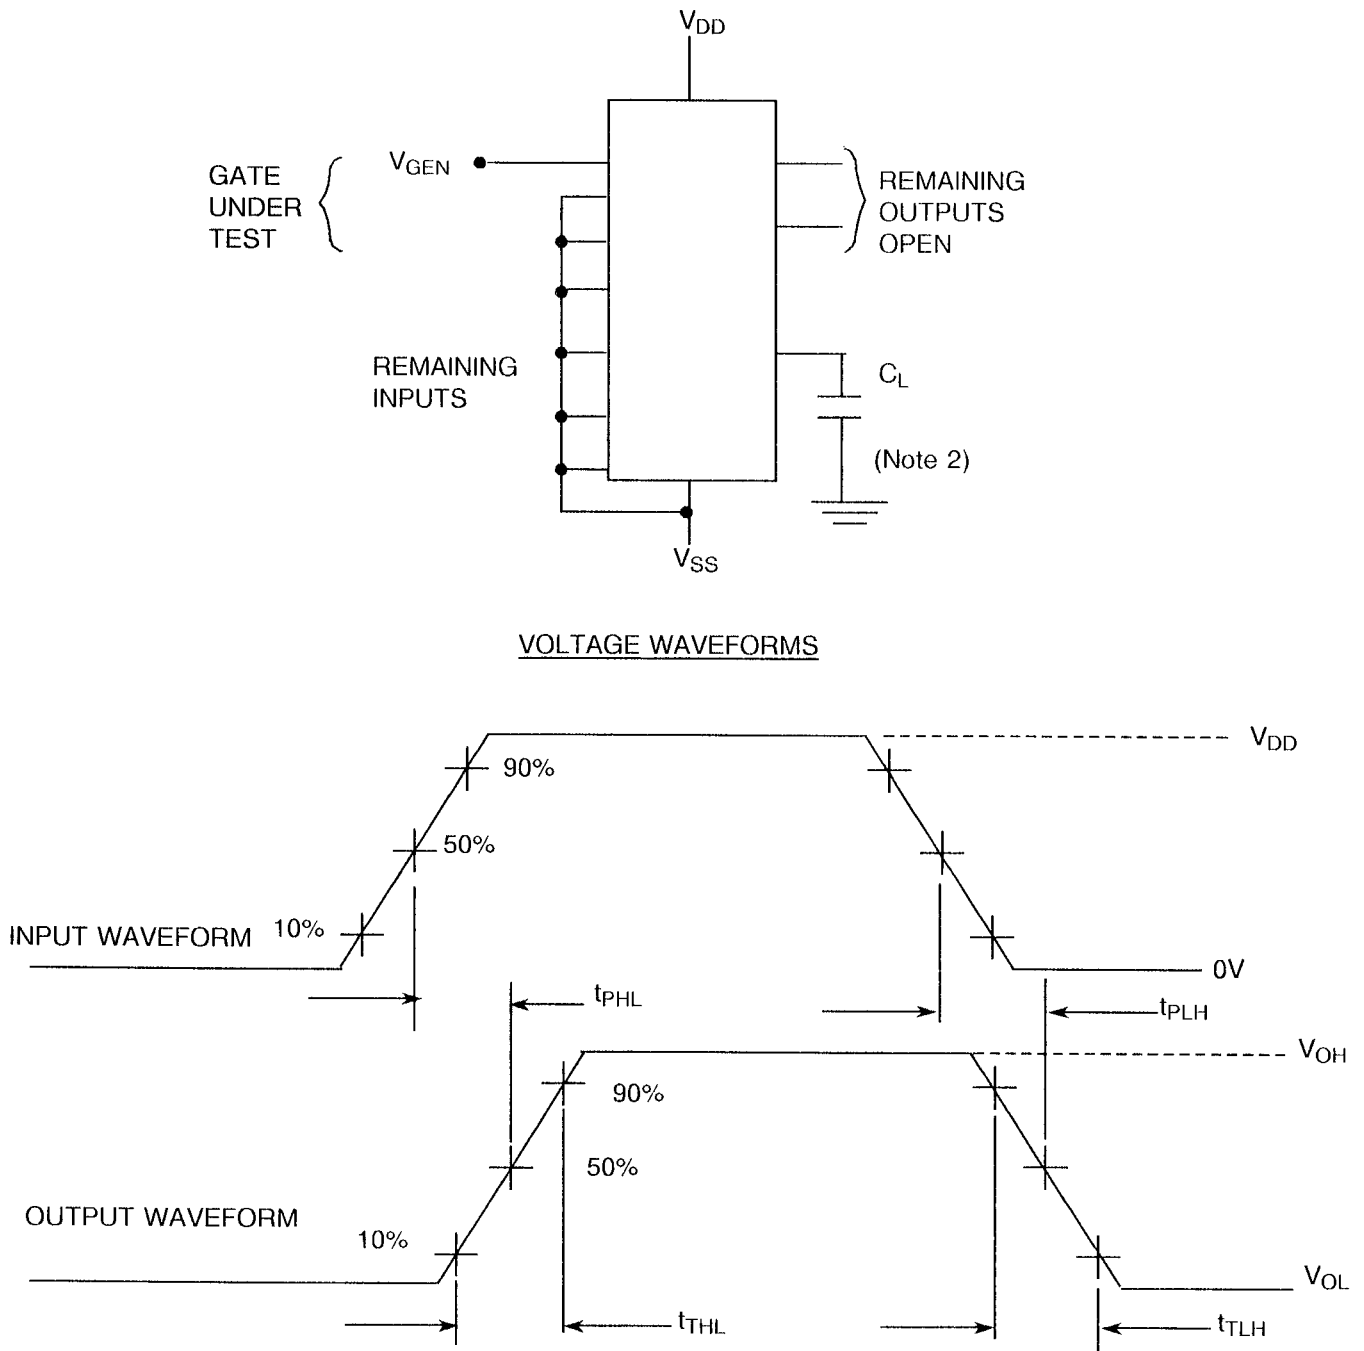 VDD
VGEN
GATE
UNDER
TEST
REMAINING
OUTPUTS
OPEN
REMAINING
INPUTS
CL
(Note 2)
VSS
VOLTAGE WAVEFORMS
VDD
90%
50%
10%
INPUT WAVEFORM
0V
tPHL
tPLH
VOH
90%
50%
OUTPUT WAVEFORM
10%
VOL
tTHL
tTLH